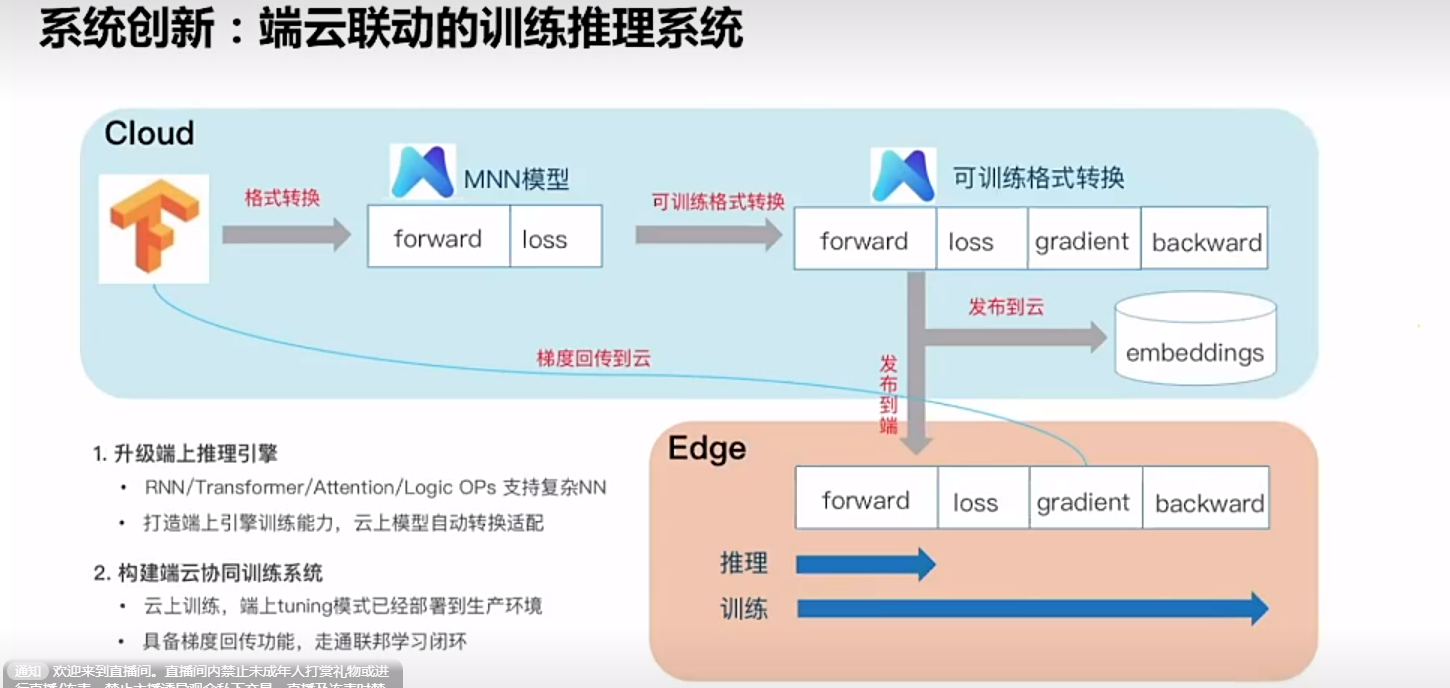 系统创新：端云联动的训练推理系统
Cloud
格式转换
MNN模型
forward
loss
可训练格式转换
可训练格式转换
forward
loss
gradient
backward
发布到云
embeddings
梯度回传到云
发布到端
Edge
forward
loss
gradient
backward
推理
训练
1. 升级端上推理引擎
• RNN/Transformer/Attention/Logic OPs 支持复杂NN
• 打造端上引擎训练能力，云上模型自动转换适配
2. 构建端云协同训练系统
• 云上训练，端上tuning模式已经部署到生产环境
• 具备梯度回传功能，走通联邦学习闭环
通知 欢迎来到直播间。直播间内禁止未成年人打赏礼物或进